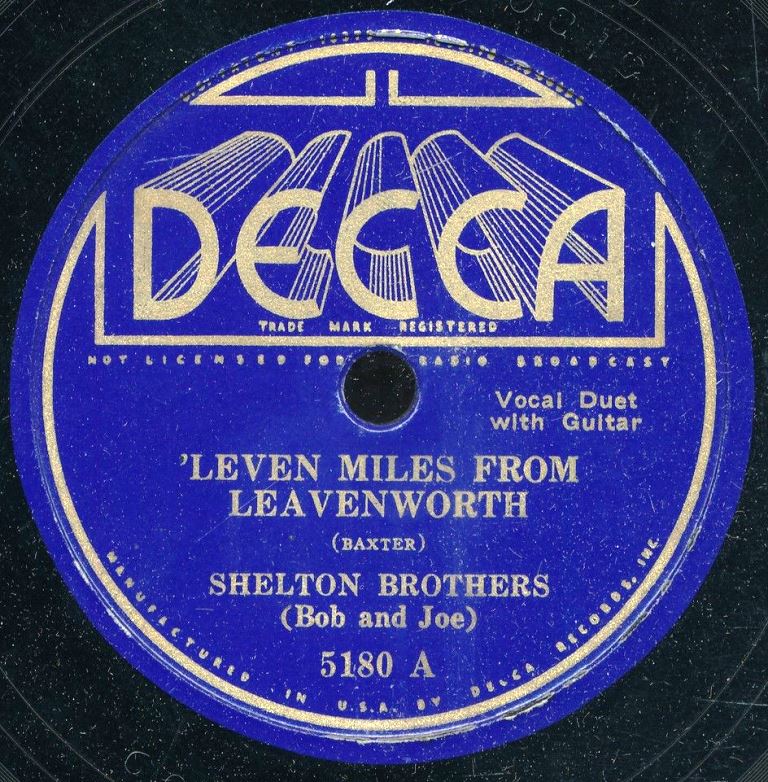 DECCA
TRADE MARK REGISTERED
NOT LICENSED FOR RADIO BROADCAST
Vocal Duet
with Guitar
’LEVEN MILES FROM
LEAVENWORTH
(BAXTER)
SHELTON BROTHERS
(Bob and Joe)
5180 A
MANUFACTURED IN U.S.A. BY DECCA RECORDS, INC.